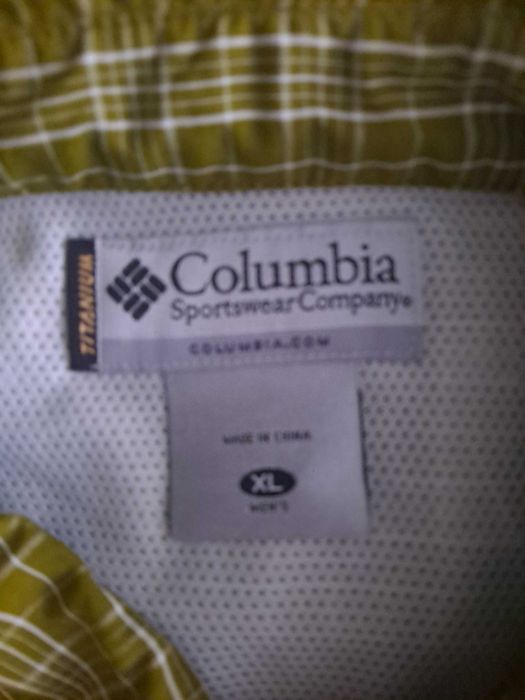 TITANIUM
Columbia
Sportswear Company®
COLUMBIA.COM
MADE IN CHINA
XL
MEN'S